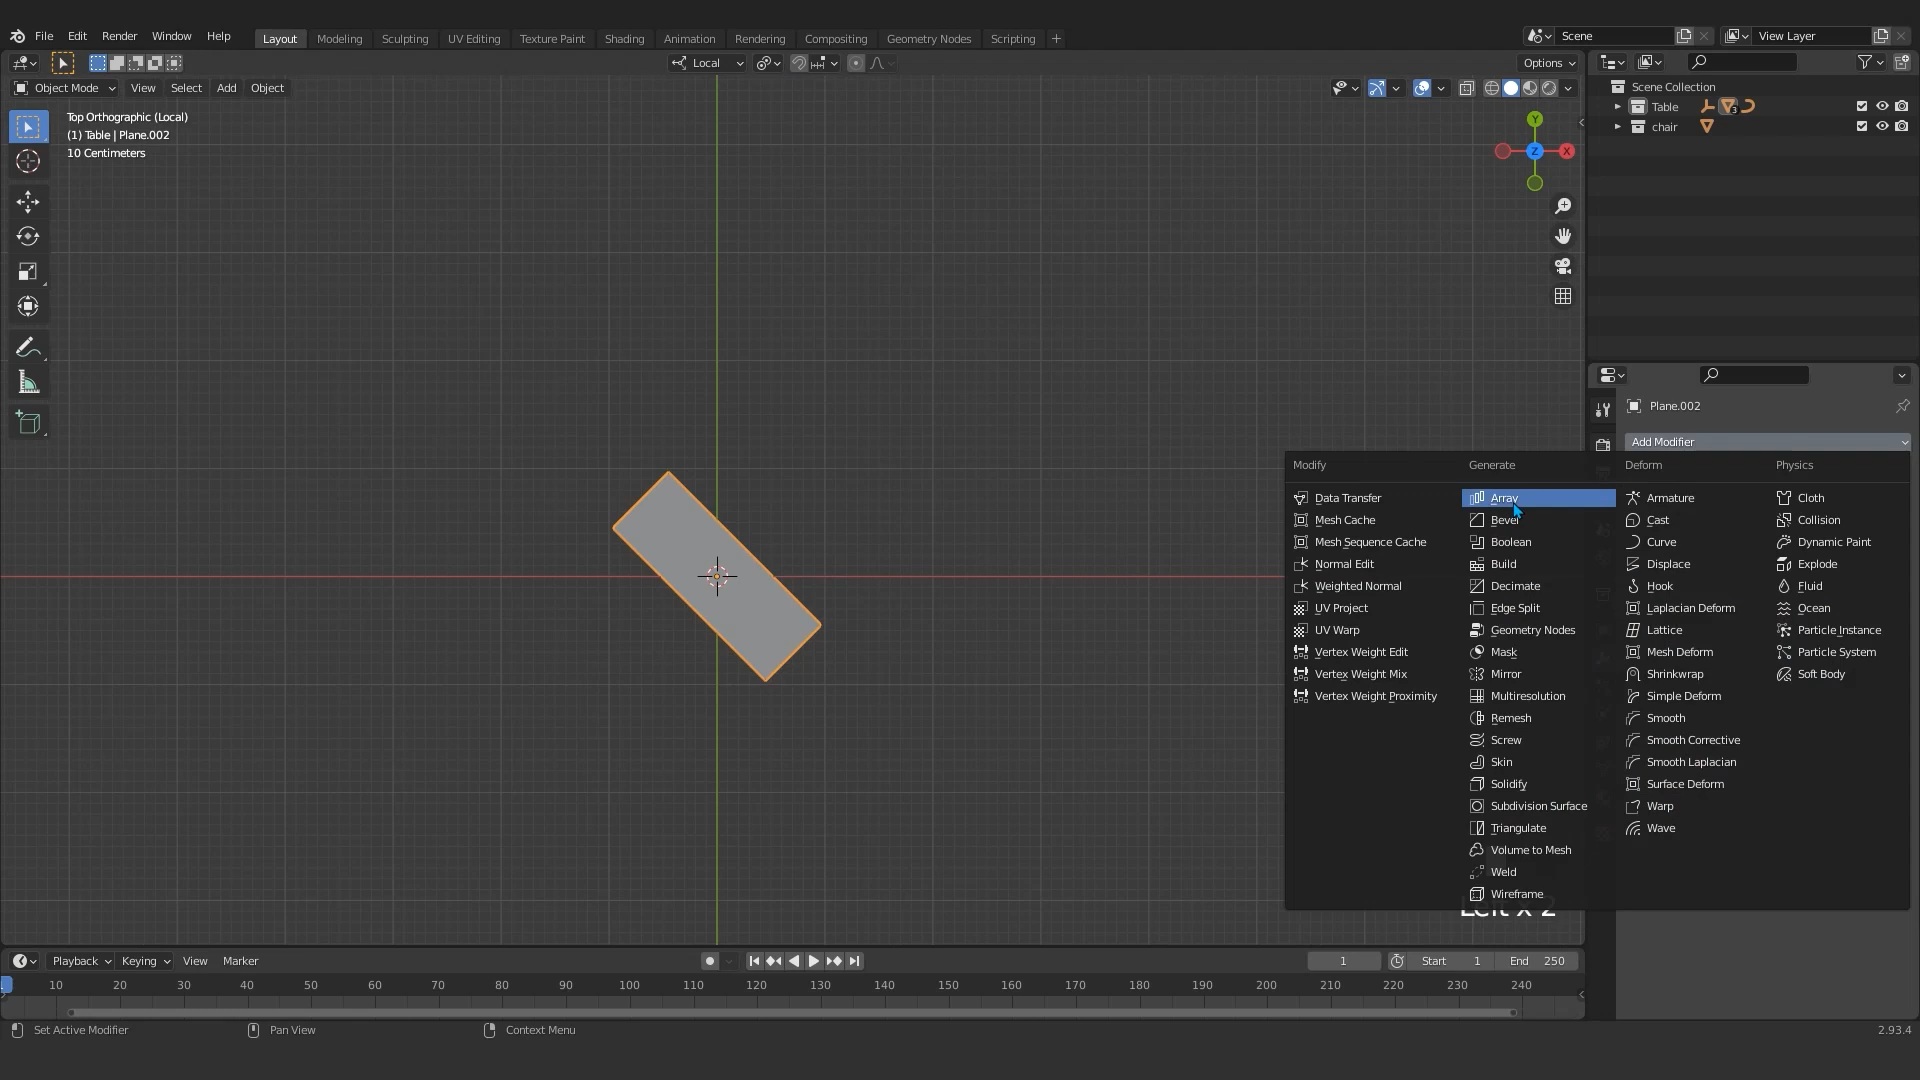 File Edit Render Window Help Layout Modeling Sculpting UV Editing Texture Paint Shading Animation Rendering Compositing Geometry Nodes Scripting + Scene View Layer
Local Options
Object Mode View Select Add Object
Top Orthographic (Local)
(1) Table | Plane.002
10 Centimeters
Y
Z X
Scene Collection
Table 3
chair
Plane.002
Add Modifier
Modify Generate Deform Physics
Data Transfer Array Armature Cloth
Mesh Cache Bevel Cast Collision
Mesh Sequence Cache Boolean Curve Dynamic Paint
Normal Edit Build Displace Explode
Weighted Normal Decimate Hook Fluid
UV Project Edge Split Laplacian Deform Ocean
UV Warp Geometry Nodes Lattice Particle Instance
Vertex Weight Edit Mask Mesh Deform Particle System
Vertex Weight Mix Mirror Shrinkwrap Soft Body
Vertex Weight Proximity Multiresolution Simple Deform
Remesh Smooth
Screw Smooth Corrective
Skin Smooth Laplacian
Solidify Surface Deform
Subdivision Surface Warp
Triangulate Wave
Volume to Mesh
Weld
Wireframe
Left x 2
Playback Keying View Marker 1 Start 1 End 250
10 20 30 40 50 60 70 80 90 100 110 120 130 140 150 160 170 180 190 200 210 220 230 240
Set Active Modifier Pan View Context Menu 2.93.4